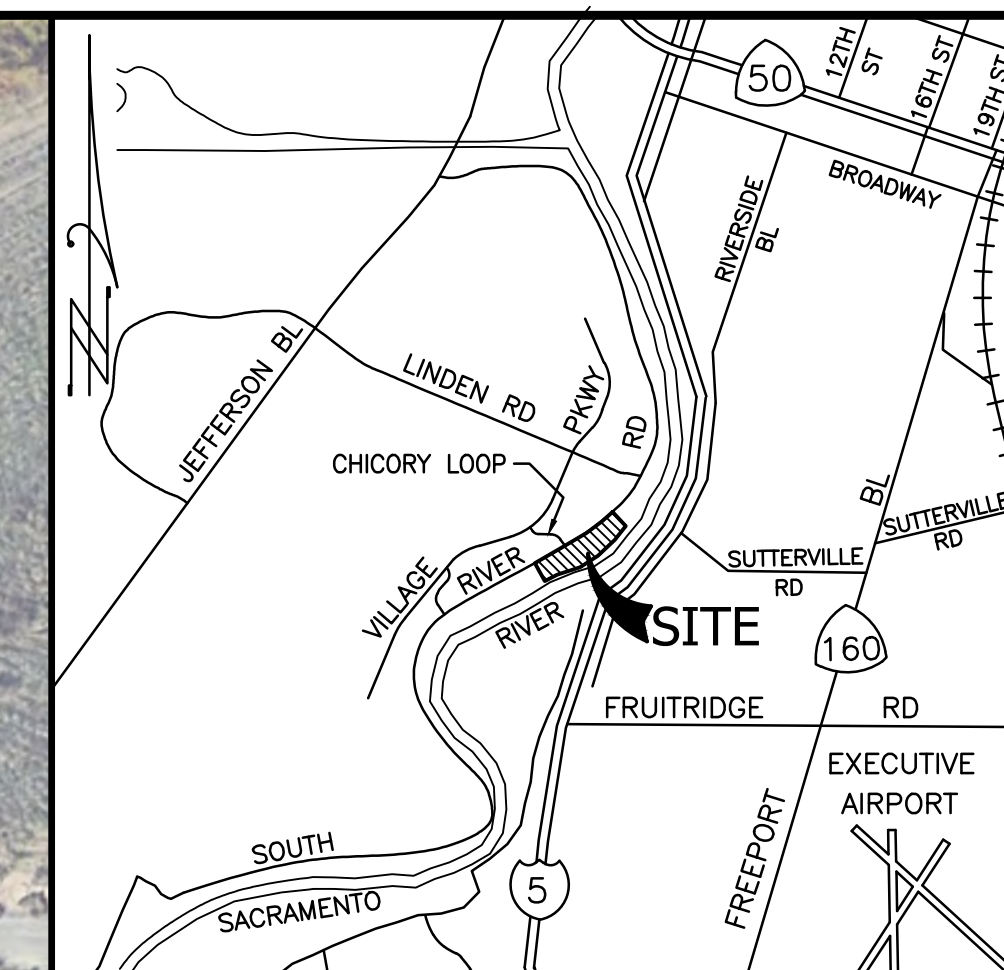 12TH
ST
16TH ST
19TH ST
50
BROADWAY
RIVERSIDE
BL
N
JEFFERSON BL
LINDEN RD
PKWY
RD
CHICORY LOOP
BL
SUTTERVILLE
RD
SUTTERVILLE
RD
VILLAGE
RIVER
RIVER
SITE
160
FRUITRIDGE RD
EXECUTIVE
AIRPORT
FREEPORT
SOUTH
SACRAMENTO
5